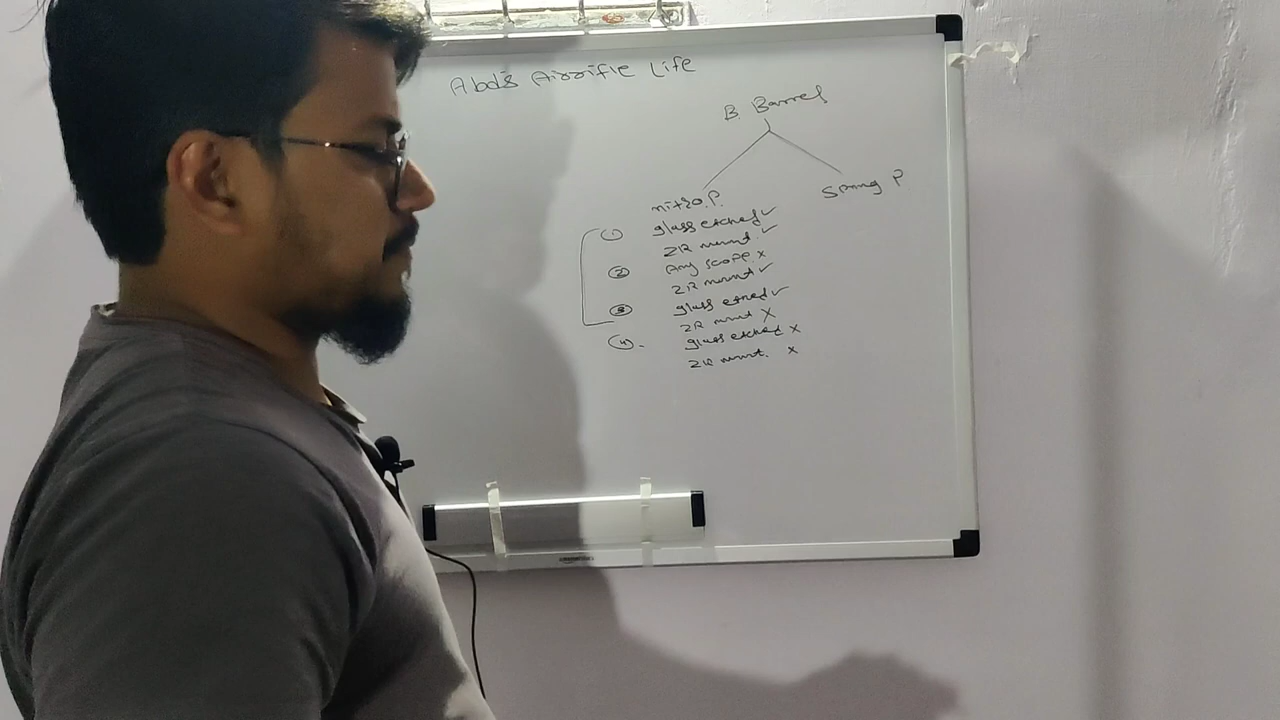 Abd's Airrifle Life
B. Barrel
nitro P. Spring P
① glass etched ✓
ZR mount. ✓
② Any scope. x
ZR mount ✓
③ glass etched ✓
ZR mount X
④. glass etched x
ZR mount. x